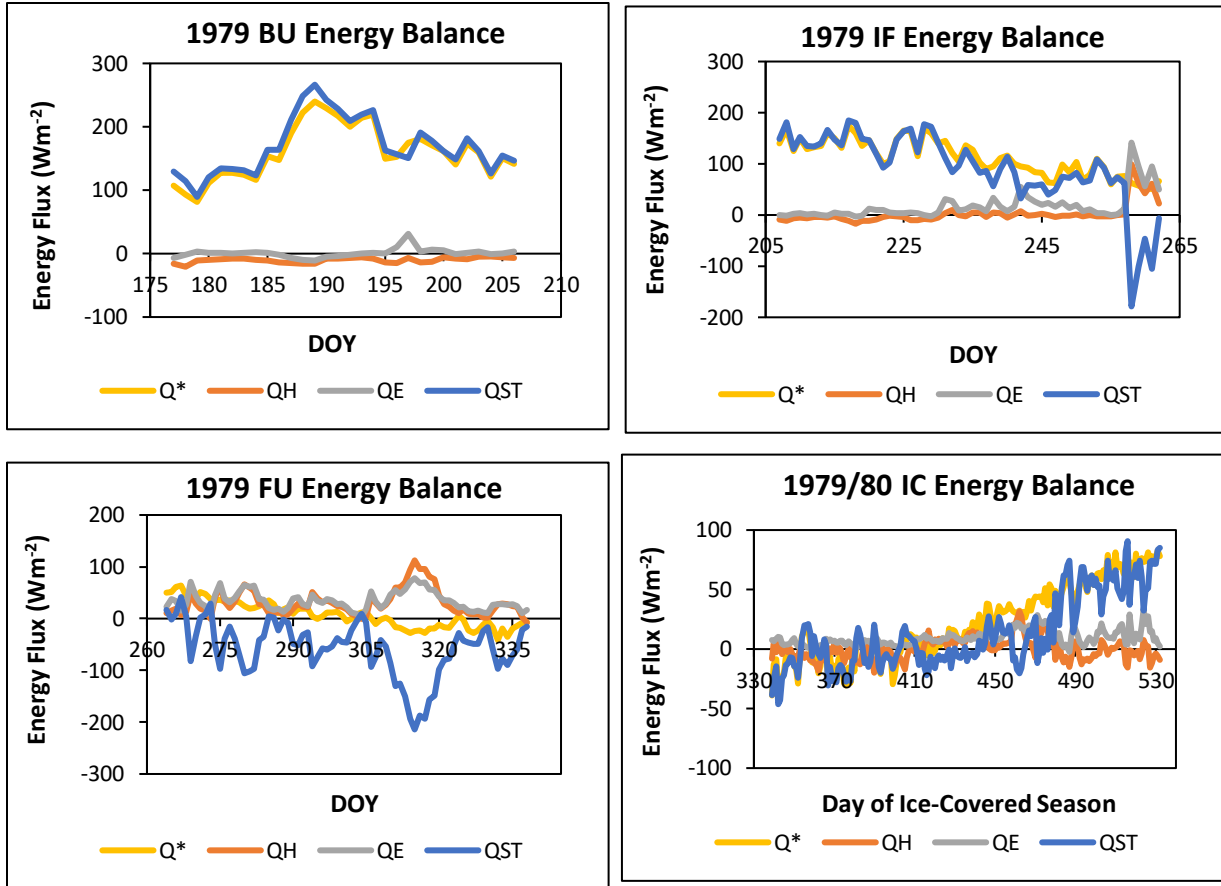 1979 BU Energy Balance
Energy Flux (Wm-2)
300
200
100
0
-100
175
180
185
190
195
200
205
210
DOY
Q* QH QE QST
1979 IF Energy Balance
Energy Flux (Wm-2)
300
200
100
0
-100
-200
205
225
245
265
DOY
Q* QH QE QST
1979 FU Energy Balance
Energy Flux (Wm-2)
200
100
0
-100
-200
-300
260
275
290
305
320
335
DOY
Q* QH QE QST
1979/80 IC Energy Balance
Energy Flux (Wm-2)
100
50
0
-50
-100
330
370
410
450
490
530
Day of Ice-Covered Season
Q* QH QE QST